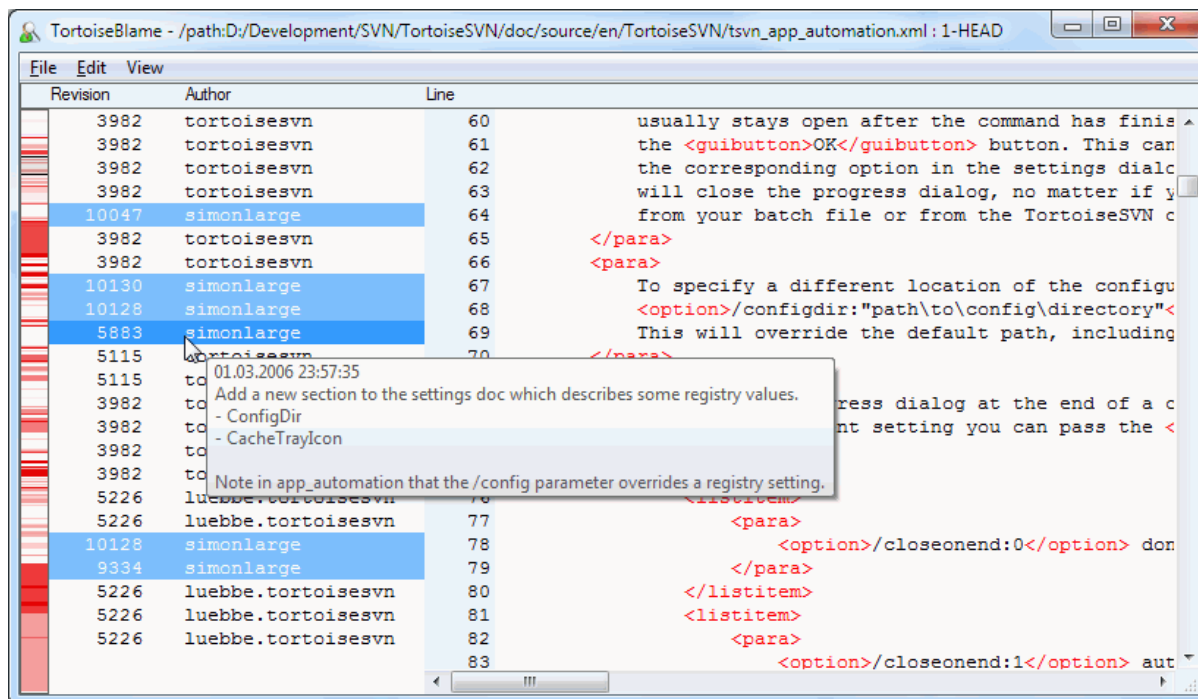 TortoiseBlame - /path:D:/Development/SVN/TortoiseSVN/doc/source/en/TortoiseSVN/tsvn_app_automation.xml : 1-HEAD
File Edit View
Revision Author Line
3982 tortoisesvn 60 usually stays open after the command has finis
3982 tortoisesvn 61 the <guibutton>OK</guibutton> button. This can
3982 tortoisesvn 62 the corresponding option in the settings dialc
3982 tortoisesvn 63 will close the progress dialog, no matter if y
10047 simonlarge 64 from your batch file or from the TortoiseSVN c
3982 tortoisesvn 65 </para>
3982 tortoisesvn 66 <para>
10130 simonlarge 67 To specify a different location of the configu
10128 simonlarge 68 <option>/configdir:"path\to\config\directory"<
5883 simonlarge 69 This will override the default path, including
5115 tortoisesvn 70 </para>
01.03.2006 23:57:35
Add a new section to the settings doc which describes some registry values.
- ConfigDir
- CacheTrayIcon
Note in app_automation that the /config parameter overrides a registry setting.
5115 to
3982 to ress dialog at the end of a c
3982 to nt setting you can pass the <
3982 to
3982 to
5226 luebbe.tortoisesvn 76 <listitem>
5226 luebbe.tortoisesvn 77 <para>
10128 simonlarge 78 <option>/closeonend:0</option> don
9334 simonlarge 79 </para>
5226 luebbe.tortoisesvn 80 </listitem>
5226 luebbe.tortoisesvn 81 <listitem>
5226 luebbe.tortoisesvn 82 <para>
83 <option>/closeonend:1</option> aut